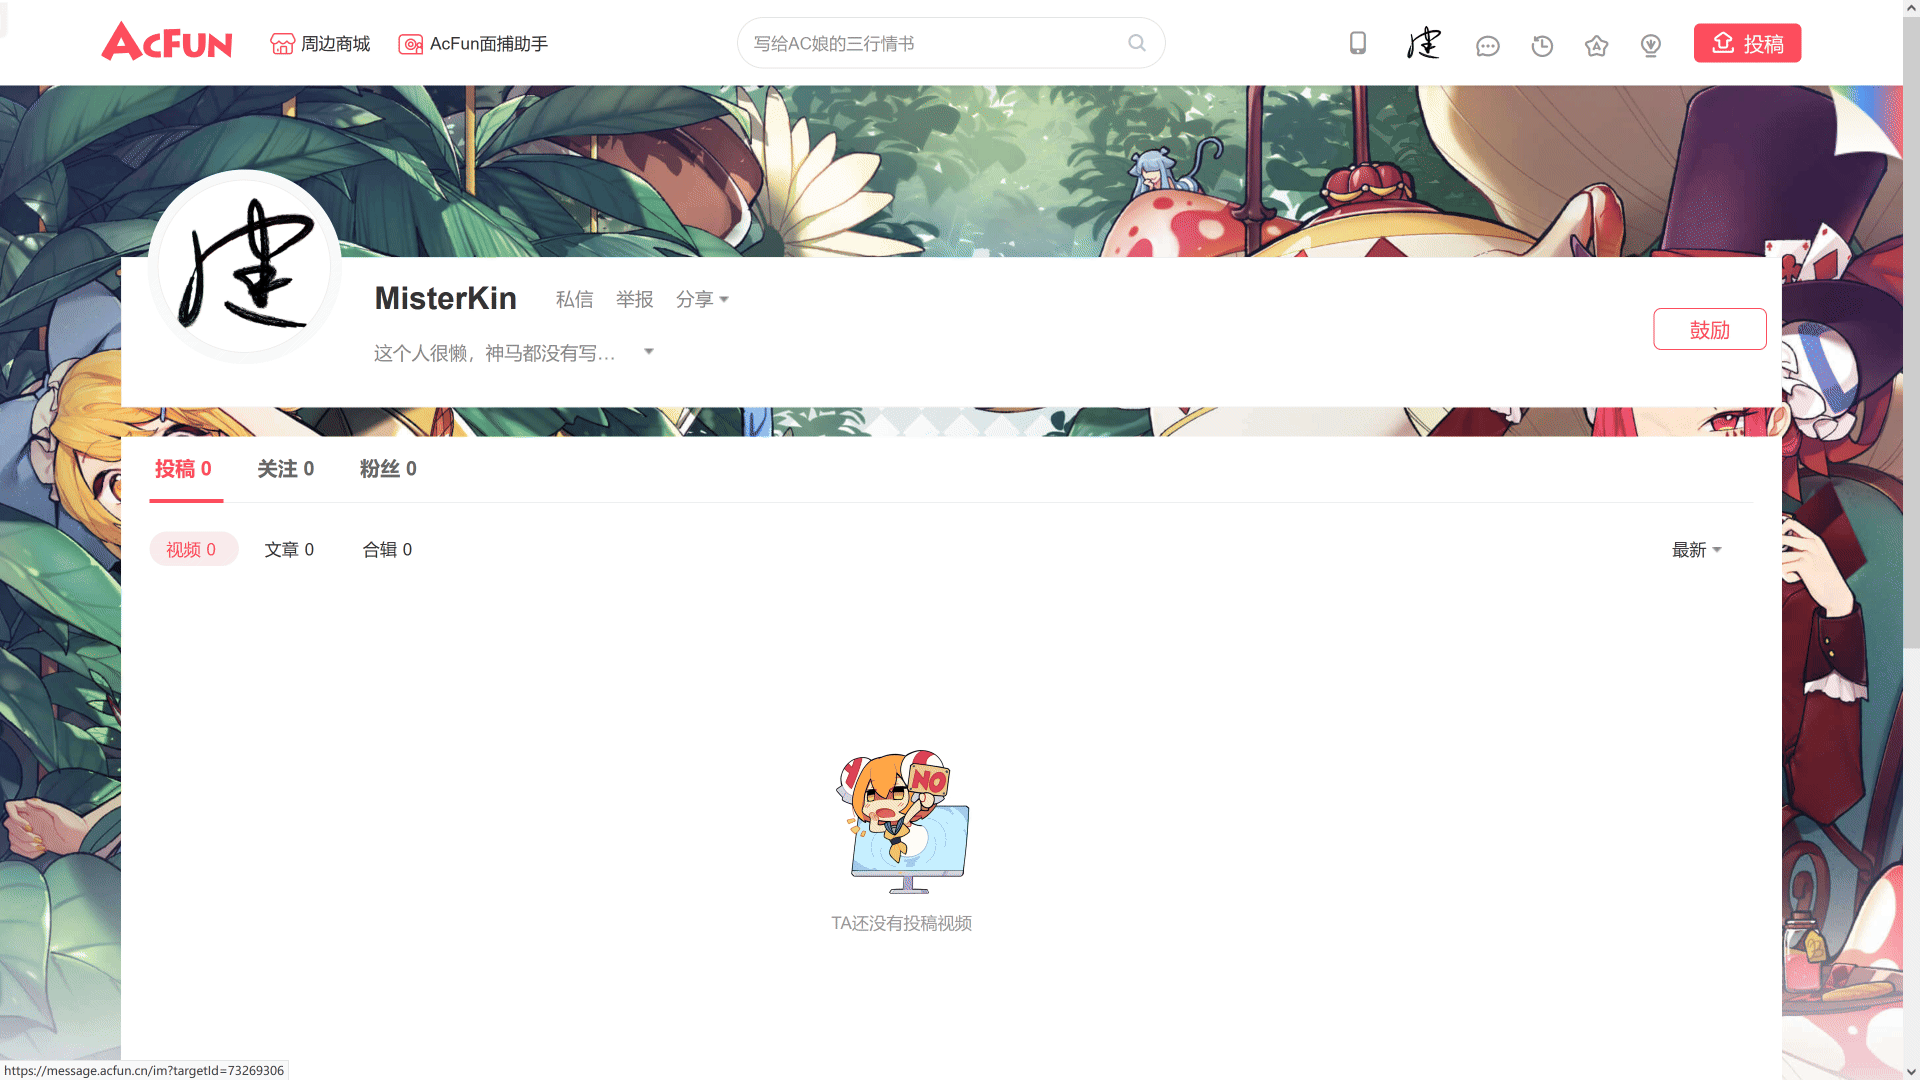 AcFun
周边商城
AcFun面捕助手
写给AC娘的三行情书
投稿
MisterKin
私信
举报
分享
这个人很懒，神马都没有写…
鼓励
投稿 0
关注 0
粉丝 0
视频 0
文章 0
合辑 0
最新
NO
TA还没有投稿视频
https://message.acfun.cn/im?targetId=73269306